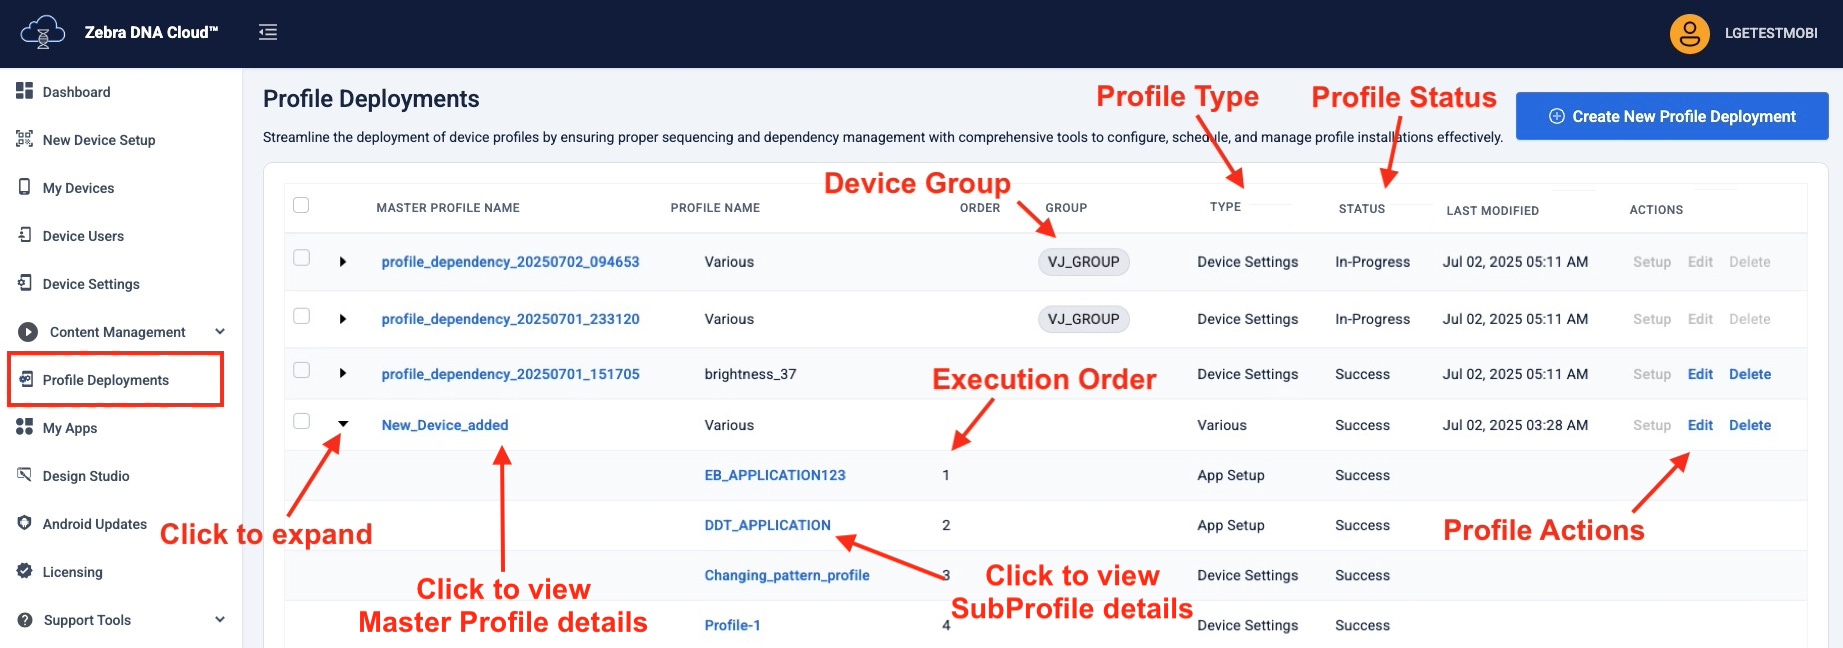 Zebra DNA Cloud™
LGETESTMOBI
Dashboard
New Device Setup
My Devices
Device Users
Device Settings
Content Management
Profile Deployments
My Apps
Design Studio
Android Updates
Licensing
Support Tools
Profile Deployments
Streamline the deployment of device profiles by ensuring proper sequencing and dependency management with comprehensive tools to configure, schedule, and manage profile installations effectively.
Create New Profile Deployment
Profile Type
Profile Status
Device Group
MASTER PROFILE NAME PROFILE NAME ORDER GROUP TYPE STATUS LAST MODIFIED ACTIONS
profile_dependency_20250702_094653 Various VJ_GROUP Device Settings In-Progress Jul 02, 2025 05:11 AM Setup Edit Delete
profile_dependency_20250701_233120 Various VJ_GROUP Device Settings In-Progress Jul 02, 2025 05:11 AM Setup Edit Delete
profile_dependency_20250701_151705 brightness_37 Device Settings Success Jul 02, 2025 05:11 AM Setup Edit Delete
Execution Order
New_Device_added Various Various Success Jul 02, 2025 03:28 AM Setup Edit Delete
EB_APPLICATION123 1 App Setup Success
DDT_APPLICATION 2 App Setup Success
Changing_pattern_profile 3 Device Settings Success
Profile-1 4 Device Settings Success
Click to expand
Click to view
Master Profile details
Click to view
SubProfile details
Profile Actions